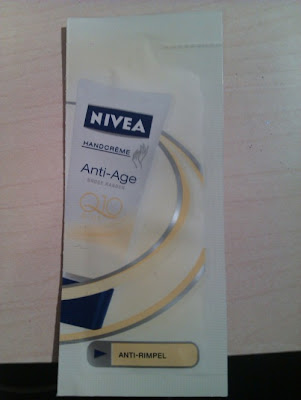 NIVEA
HANDCRÈME
Anti-Age
Q10
ANTI-RIMPEL